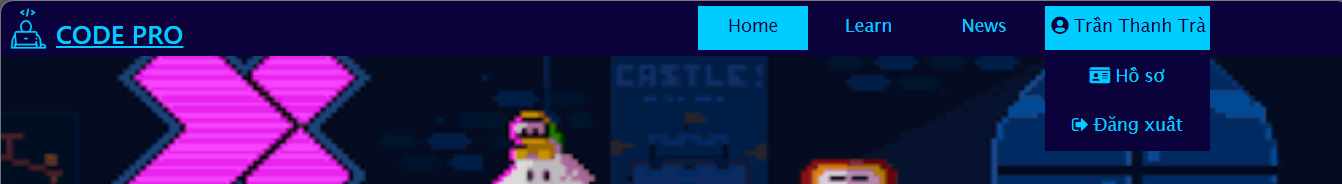 </>
CODE PRO
Home
Learn
News
Trần Thanh Trà
Hồ sơ
Đăng xuất
CASTLE!